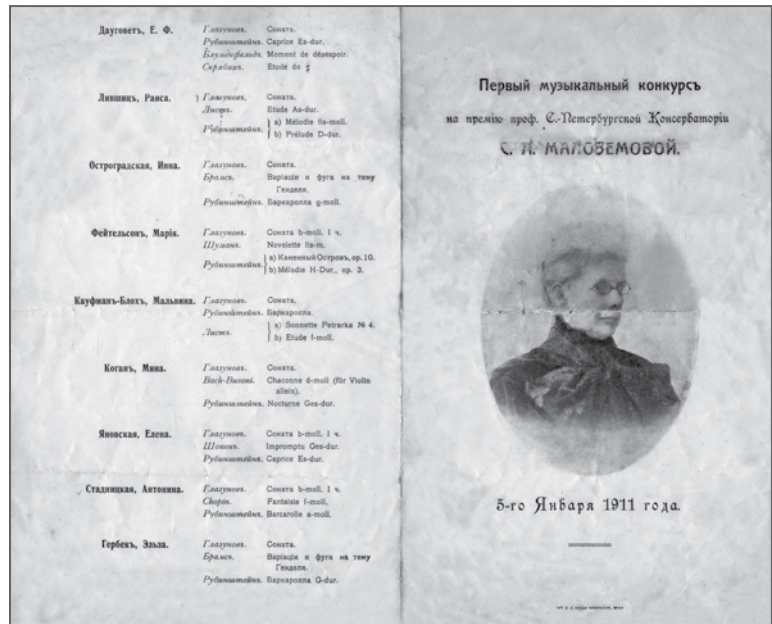 Дауговетъ, Е. Ф. Глазуновъ. Соната.
Рубинштейнъ. Caprice Es-dur.
Блуменфельдъ. Moment de désespoir.
Скрябинъ. Etude do
Лившицъ, Раиса. Глазуновъ. Соната.
Листъ. Etude As-dur.
Рубинштейнъ. a) Mélodie fis-moll.
b) Prélude D-dur.
Остроградская, Инна. Глазуновъ. Соната.
Брамсъ. Варіаціи и фуга на тему
Генделя.
Рубинштейнъ. Баркаролла g-moll.
Фейтельсонъ, Марія. Глазуновъ. Соната b-moll. 1 ч.
Шуманъ. Novelette fis-m.
Рубинштейнъ. a) Каменный Островъ, op. 10.
b) Mélodie H-Dur., op. 3.
Кауфманъ-Блохъ, Мальвина. Глазуновъ. Соната.
Рубинштейнъ. Баркаролла.
Листъ. a) Sonnette Petrarka № 4.
b) Etude f-moll.
Коганъ, Мина. Глазуновъ. Соната.
Bach-Busoni. Chaconne d-moll (für Violin
allein).
Рубинштейнъ. Nocturne Ges-dur.
Яновская, Елена. Глазуновъ. Соната b-moll. 1 ч.
Шопенъ. Impromptu Ges-dur.
Рубинштейнъ. Caprice Es-dur.
Стадницкая, Антонина. Глазуновъ. Соната b-moll. 1 ч.
Chopin. Fantaisie f-moll.
Рубинштейнъ. Barcarolle a-moll.
Гербекъ, Эльза. Глазуновъ. Соната.
Брамсъ. Варіаціи и фуга на тему
Генделя.
Рубинштейнъ. Баркаролла G-dur.
Первый музыкальный конкурсъ
на премію проф. С.-Петербургской Консерваторіи
С. А. МАЛОЗЕМОВОЙ.
5-го Января 1911 года.